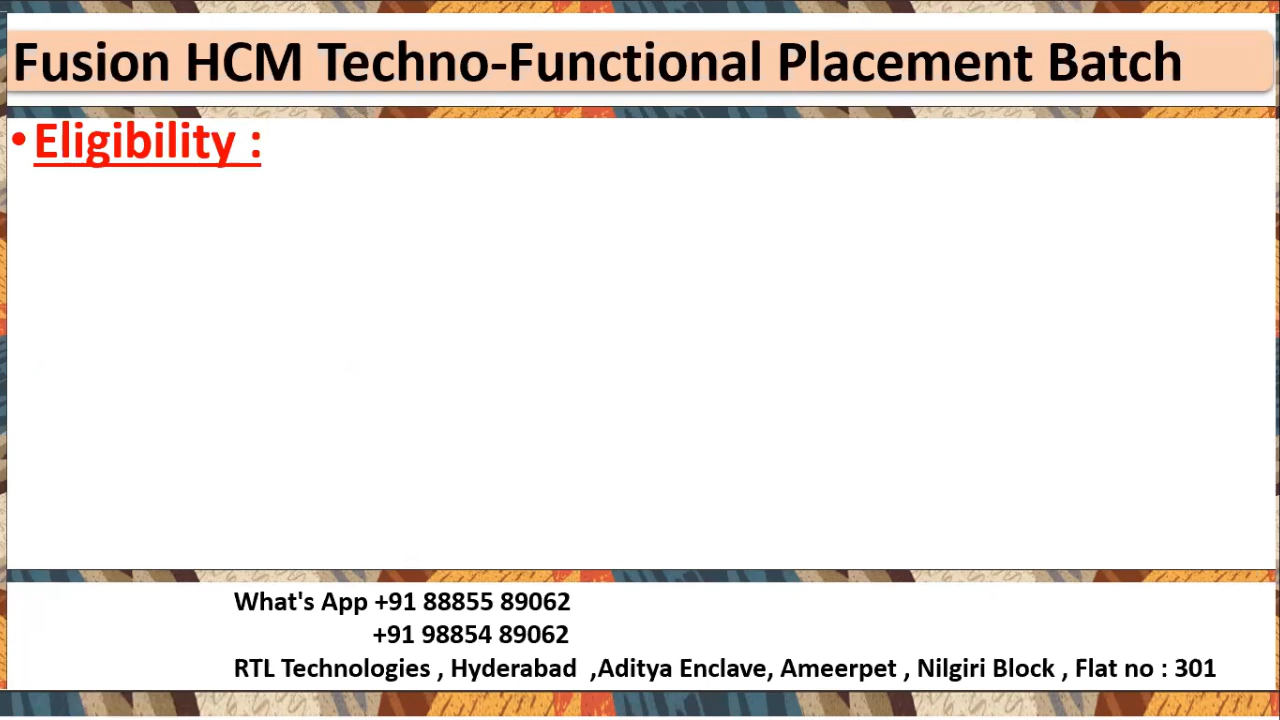 Fusion HCM Techno-Functional Placement Batch
• Eligibility :
What's App +91 88855 89062
+91 98854 89062
RTL Technologies , Hyderabad ,Aditya Enclave, Ameerpet , Nilgiri Block , Flat no : 301